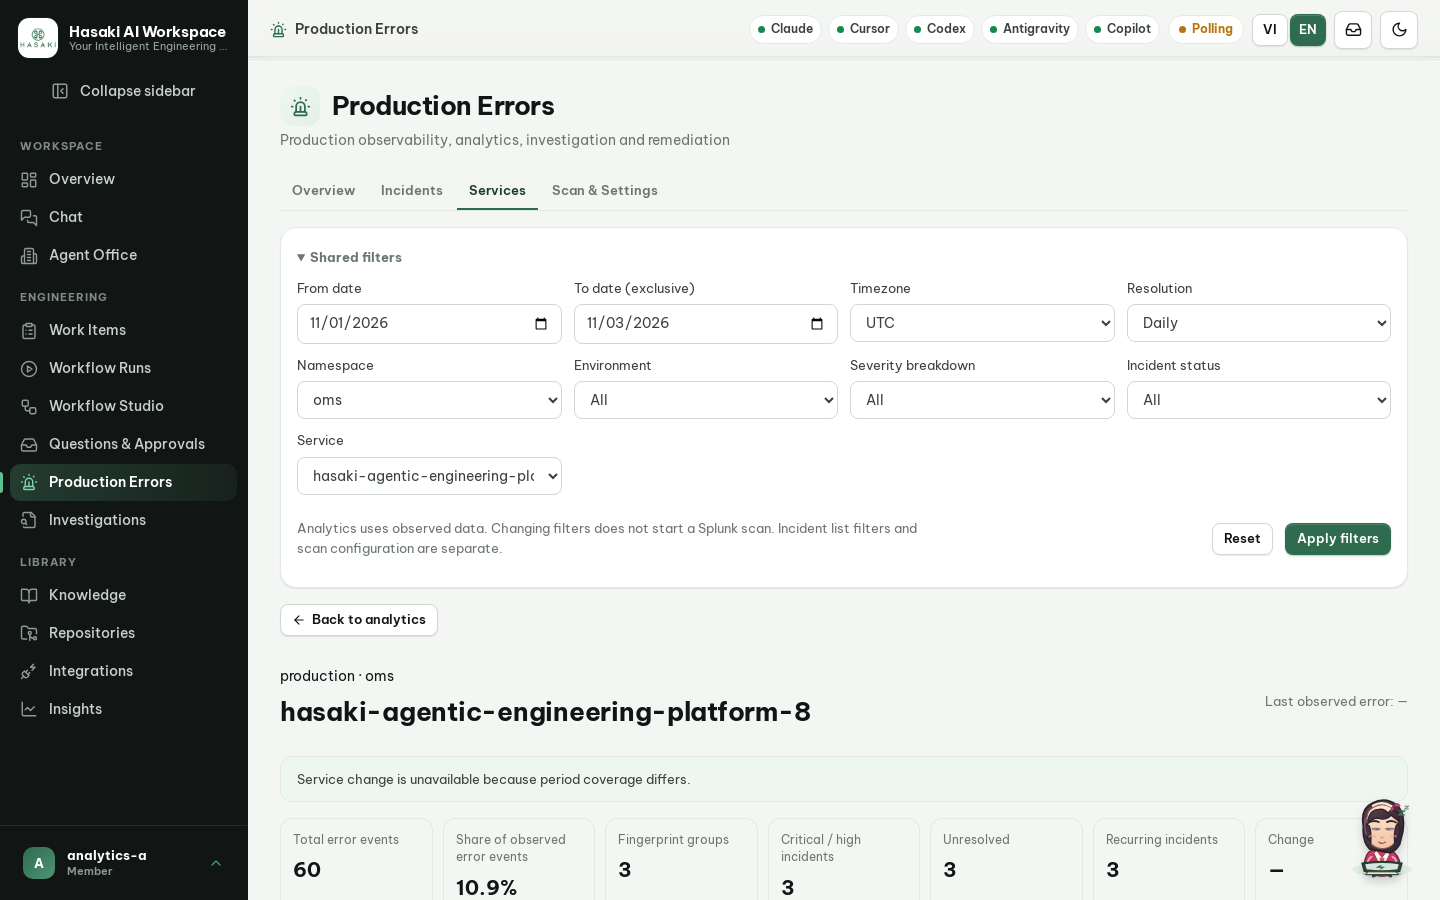 HASAKI
Hasaki AI Workspace
Your Intelligent Engineering ...
Collapse sidebar
WORKSPACE
Overview
Chat
Agent Office
ENGINEERING
Work Items
Workflow Runs
Workflow Studio
Questions & Approvals
Production Errors
Investigations
LIBRARY
Knowledge
Repositories
Integrations
Insights
A
analytics-a
Member
Production Errors
Claude
Cursor
Codex
Antigravity
Copilot
Polling
VI
EN
Production Errors
Production observability, analytics, investigation and remediation
Overview
Incidents
Services
Scan & Settings
Shared filters
From date
To date (exclusive)
Timezone
Resolution
11/01/2026
11/03/2026
UTC
Daily
Namespace
Environment
Severity breakdown
Incident status
oms
All
All
All
Service
hasaki-agentic-engineering-pl
Analytics uses observed data. Changing filters does not start a Splunk scan. Incident list filters and
scan configuration are separate.
Reset
Apply filters
Back to analytics
production · oms
hasaki-agentic-engineering-platform-8
Last observed error: —
Service change is unavailable because period coverage differs.
Total error events
60
Share of observed
error events
10.9%
Fingerprint groups
3
Critical / high
incidents
3
Unresolved
3
Recurring incidents
3
Change
—